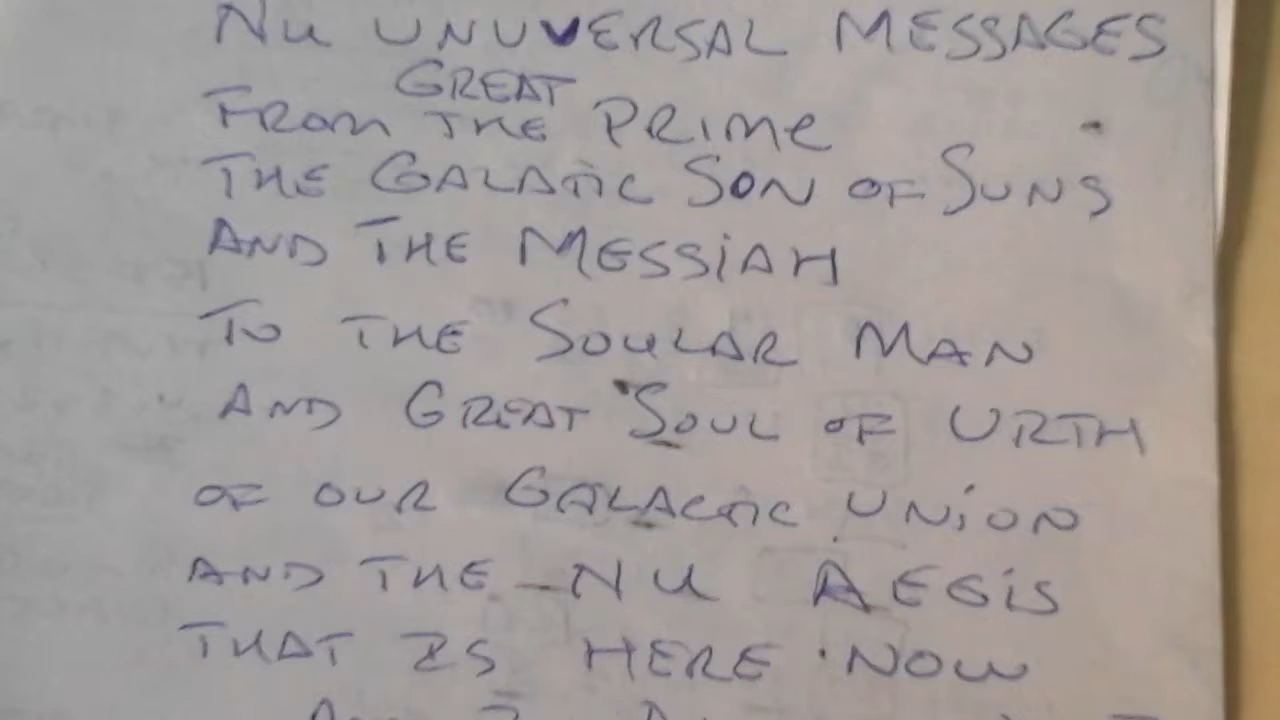 NU UNUVERSAL MESSAGES
GREAT
FROM THE PRIME
THE GALATIC SON OF SUNS
AND THE MESSIAH
TO THE SOULAR MAN
AND GREAT SOUL OF URTH
OF OUR GALACTIC UNION
AND THE NU AEGIS
THAT IS HERE NOW